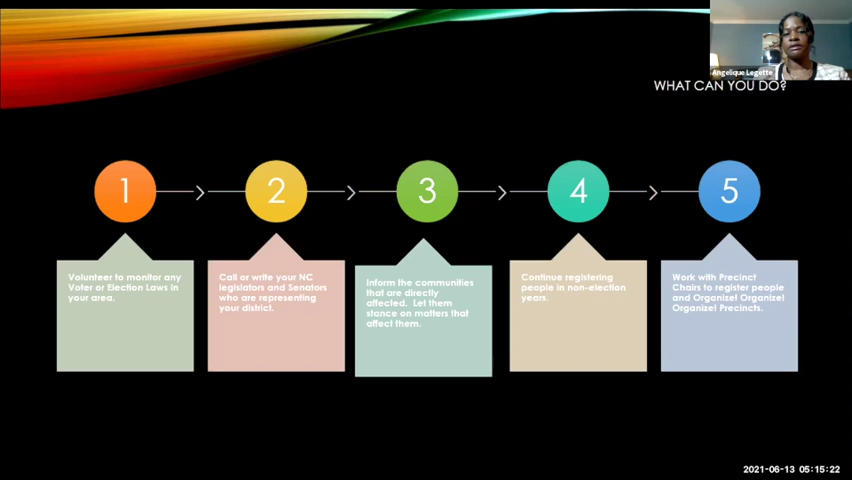 Angelique Legette
WHAT CAN YOU DO?
1
2
3
4
5
Volunteer to monitor any
Voter or Election Laws in
your area.
Call or write your NC
legislators and Senators
who are representing
your district.
Inform the communities
that are directly
affected. Let them
stance on matters that
affect them.
Continue registering
people in non-election
years.
Work with Precinct
Chairs to register people
and Organize! Organize!
Organize! Precincts.
2021-06-13 05:15:22